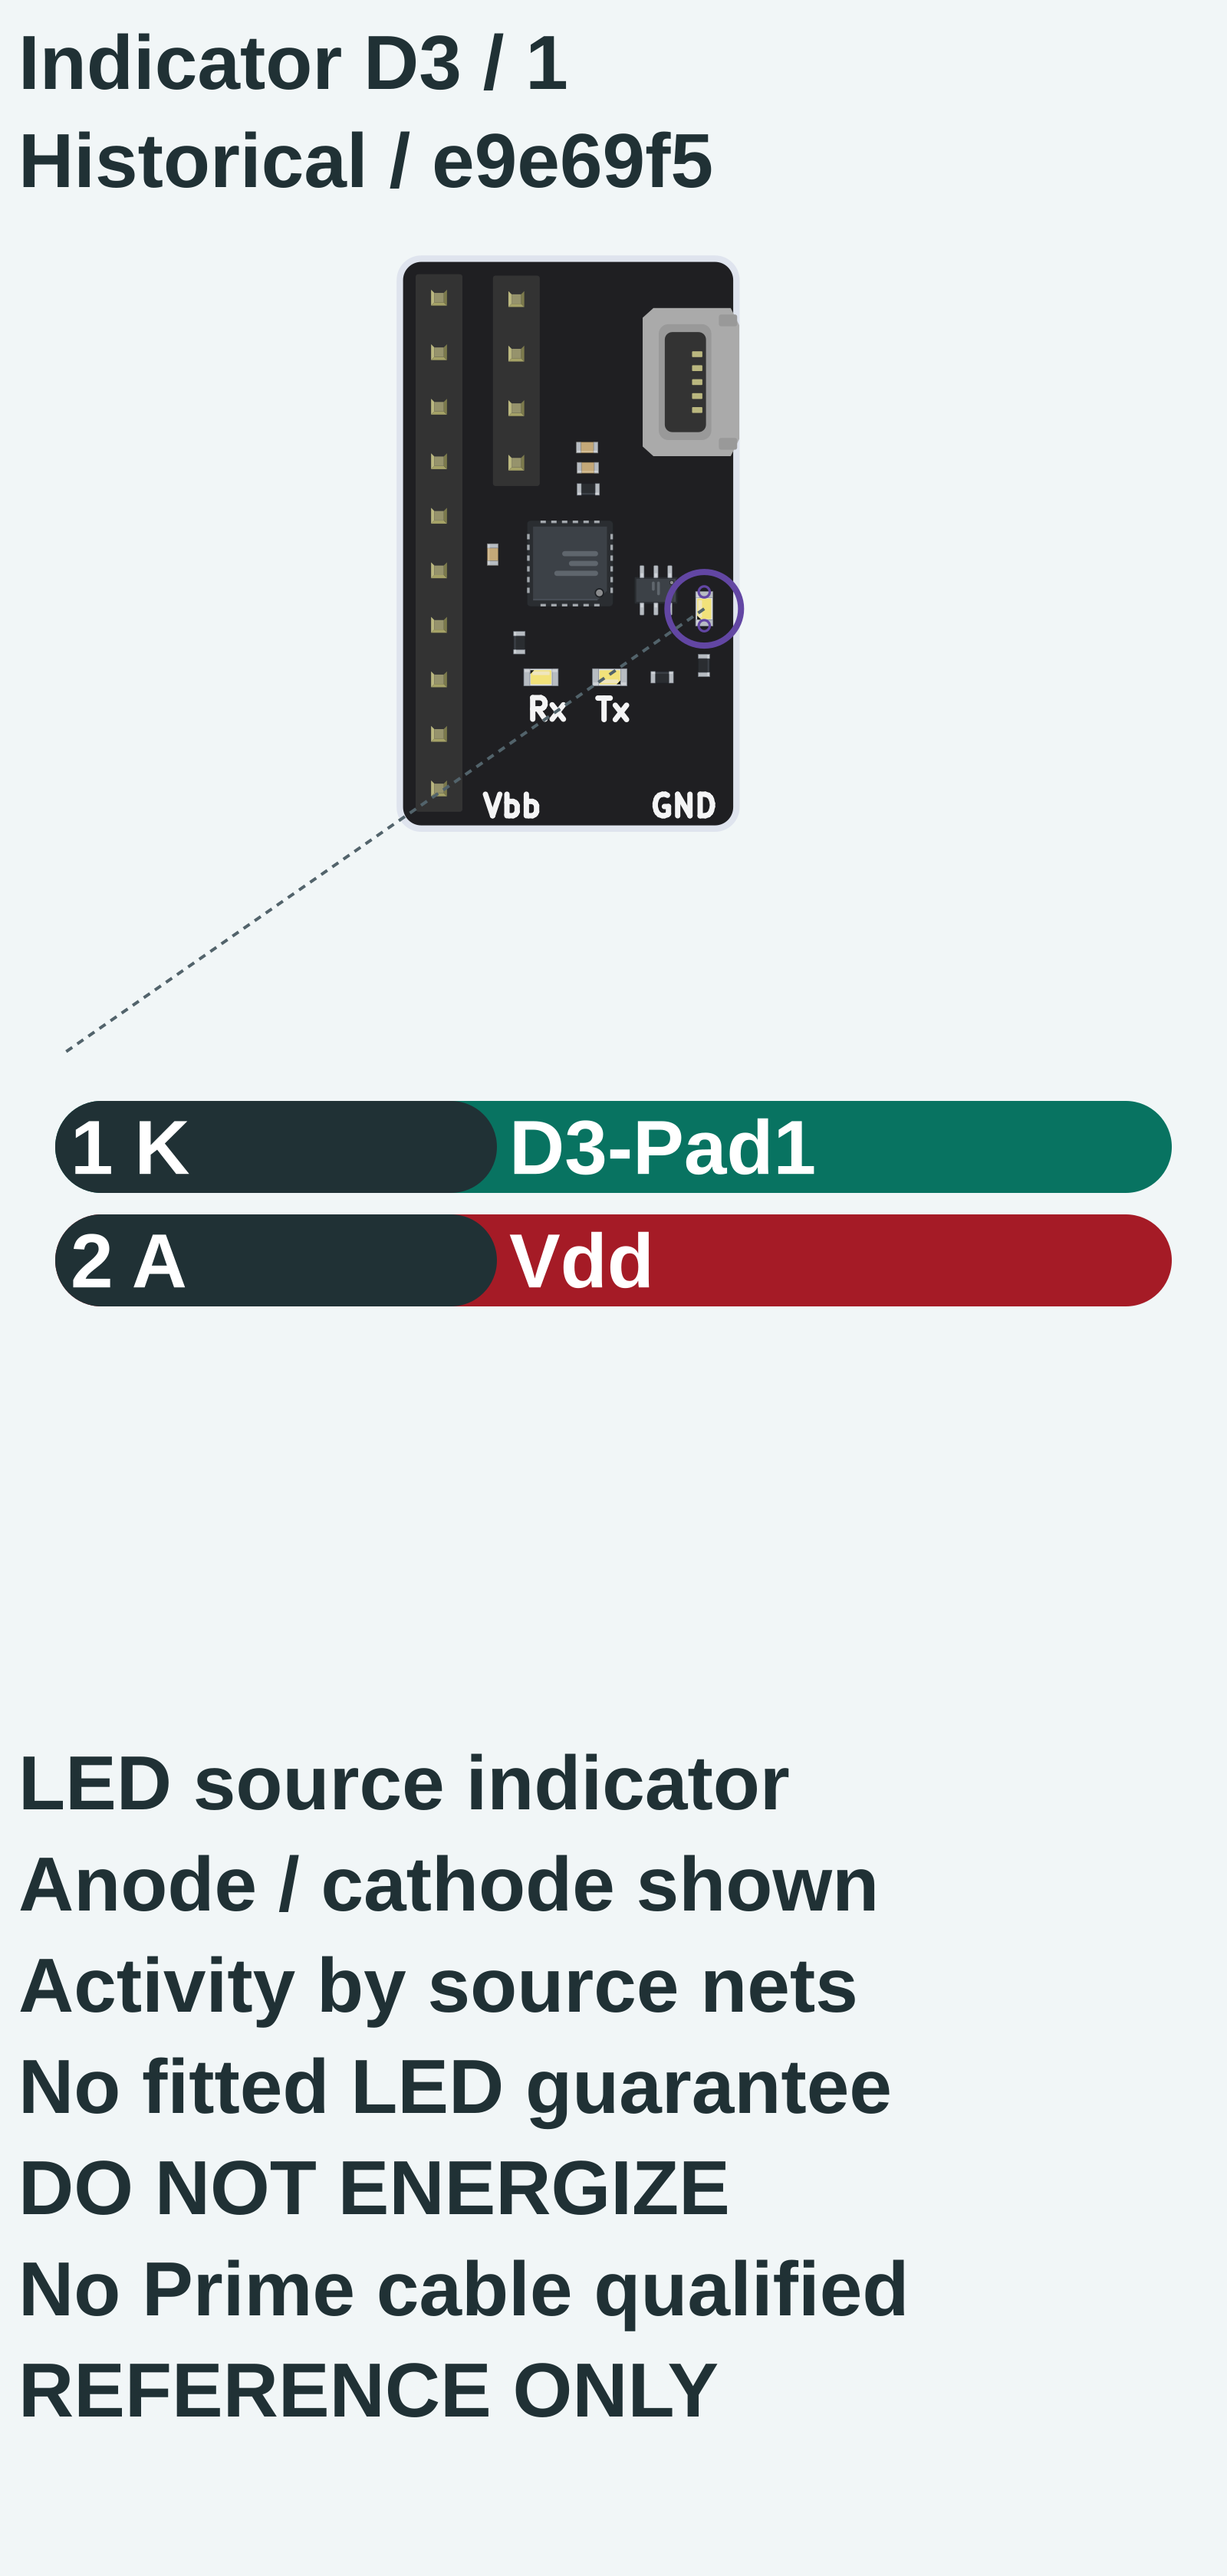 Indicator D3 / 1
Historical / e9e69f5
Rx Tx
Vbb GND
1 K D3-Pad1
2 A Vdd
LED source indicator
Anode / cathode shown
Activity by source nets
No fitted LED guarantee
DO NOT ENERGIZE
No Prime cable qualified
REFERENCE ONLY